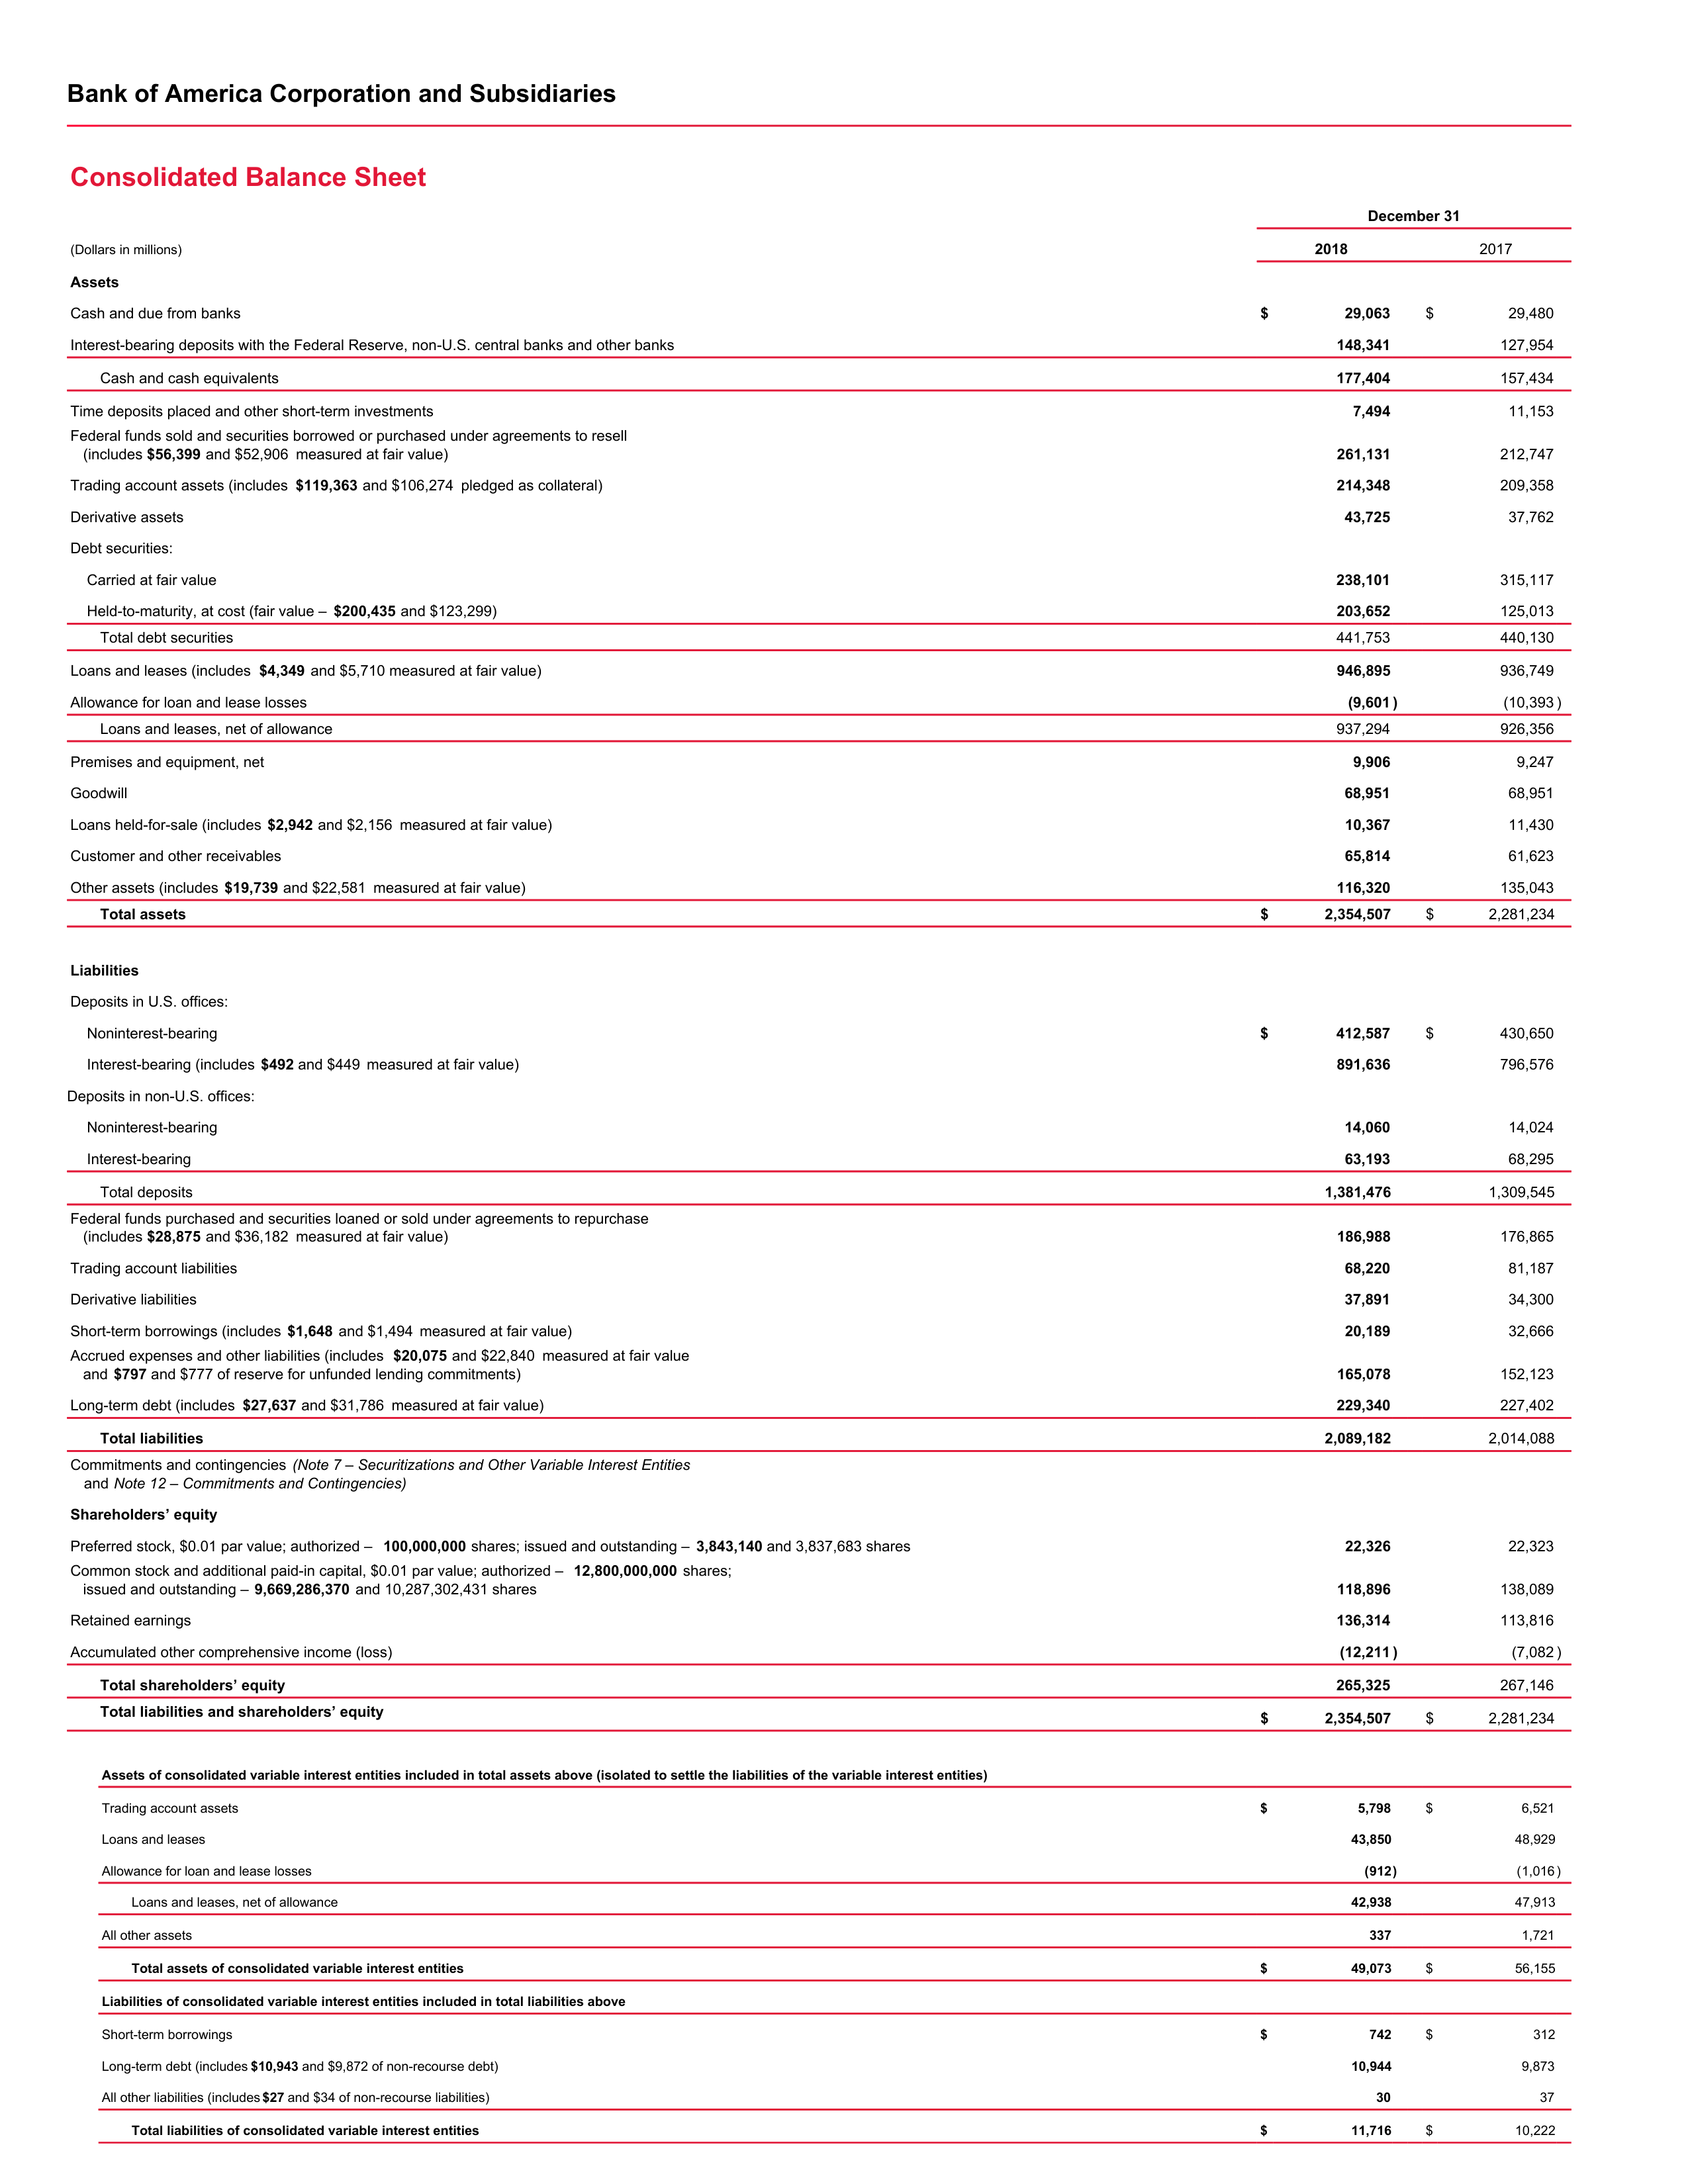 Bank of America Corporation and Subsidiaries
Consolidated Balance Sheet
December 31
(Dollars in millions) 2018 2017
Assets
Cash and due from banks $ 29,063 $ 29,480
Interest-bearing deposits with the Federal Reserve, non-U.S. central banks and other banks 148,341 127,954
Cash and cash equivalents 177,404 157,434
Time deposits placed and other short-term investments 7,494 11,153
Federal funds sold and securities borrowed or purchased under agreements to resell
(includes $56,399 and $52,906 measured at fair value) 261,131 212,747
Trading account assets (includes $119,363 and $106,274 pledged as collateral) 214,348 209,358
Derivative assets 43,725 37,762
Debt securities:
Carried at fair value 238,101 315,117
Held-to-maturity, at cost (fair value – $200,435 and $123,299) 203,652 125,013
Total debt securities 441,753 440,130
Loans and leases (includes $4,349 and $5,710 measured at fair value) 946,895 936,749
Allowance for loan and lease losses (9,601) (10,393)
Loans and leases, net of allowance 937,294 926,356
Premises and equipment, net 9,906 9,247
Goodwill 68,951 68,951
Loans held-for-sale (includes $2,942 and $2,156 measured at fair value) 10,367 11,430
Customer and other receivables 65,814 61,623
Other assets (includes $19,739 and $22,581 measured at fair value) 116,320 135,043
Total assets $ 2,354,507 $ 2,281,234
Liabilities
Deposits in U.S. offices:
Noninterest-bearing $ 412,587 $ 430,650
Interest-bearing (includes $492 and $449 measured at fair value) 891,636 796,576
Deposits in non-U.S. offices:
Noninterest-bearing 14,060 14,024
Interest-bearing 63,193 68,295
Total deposits 1,381,476 1,309,545
Federal funds purchased and securities loaned or sold under agreements to repurchase
(includes $28,875 and $36,182 measured at fair value) 186,988 176,865
Trading account liabilities 68,220 81,187
Derivative liabilities 37,891 34,300
Short-term borrowings (includes $1,648 and $1,494 measured at fair value) 20,189 32,666
Accrued expenses and other liabilities (includes $20,075 and $22,840 measured at fair value
and $797 and $777 of reserve for unfunded lending commitments) 165,078 152,123
Long-term debt (includes $27,637 and $31,786 measured at fair value) 229,340 227,402
Total liabilities 2,089,182 2,014,088
Commitments and contingencies (Note 7 – Securitizations and Other Variable Interest Entities
and Note 12 – Commitments and Contingencies)
Shareholders’ equity
Preferred stock, $0.01 par value; authorized – 100,000,000 shares; issued and outstanding – 3,843,140 and 3,837,683 shares 22,326 22,323
Common stock and additional paid-in capital, $0.01 par value; authorized – 12,800,000,000 shares;
issued and outstanding – 9,669,286,370 and 10,287,302,431 shares 118,896 138,089
Retained earnings 136,314 113,816
Accumulated other comprehensive income (loss) (12,211) (7,082)
Total shareholders’ equity 265,325 267,146
Total liabilities and shareholders’ equity $ 2,354,507 $ 2,281,234
Assets of consolidated variable interest entities included in total assets above (isolated to settle the liabilities of the variable interest entities)
Trading account assets $ 5,798 $ 6,521
Loans and leases 43,850 48,929
Allowance for loan and lease losses (912) (1,016)
Loans and leases, net of allowance 42,938 47,913
All other assets 337 1,721
Total assets of consolidated variable interest entities $ 49,073 $ 56,155
Liabilities of consolidated variable interest entities included in total liabilities above
Short-term borrowings $ 742 $ 312
Long-term debt (includes $10,943 and $9,872 of non-recourse debt) 10,944 9,873
All other liabilities (includes $27 and $34 of non-recourse liabilities) 30 37
Total liabilities of consolidated variable interest entities $ 11,716 $ 10,222